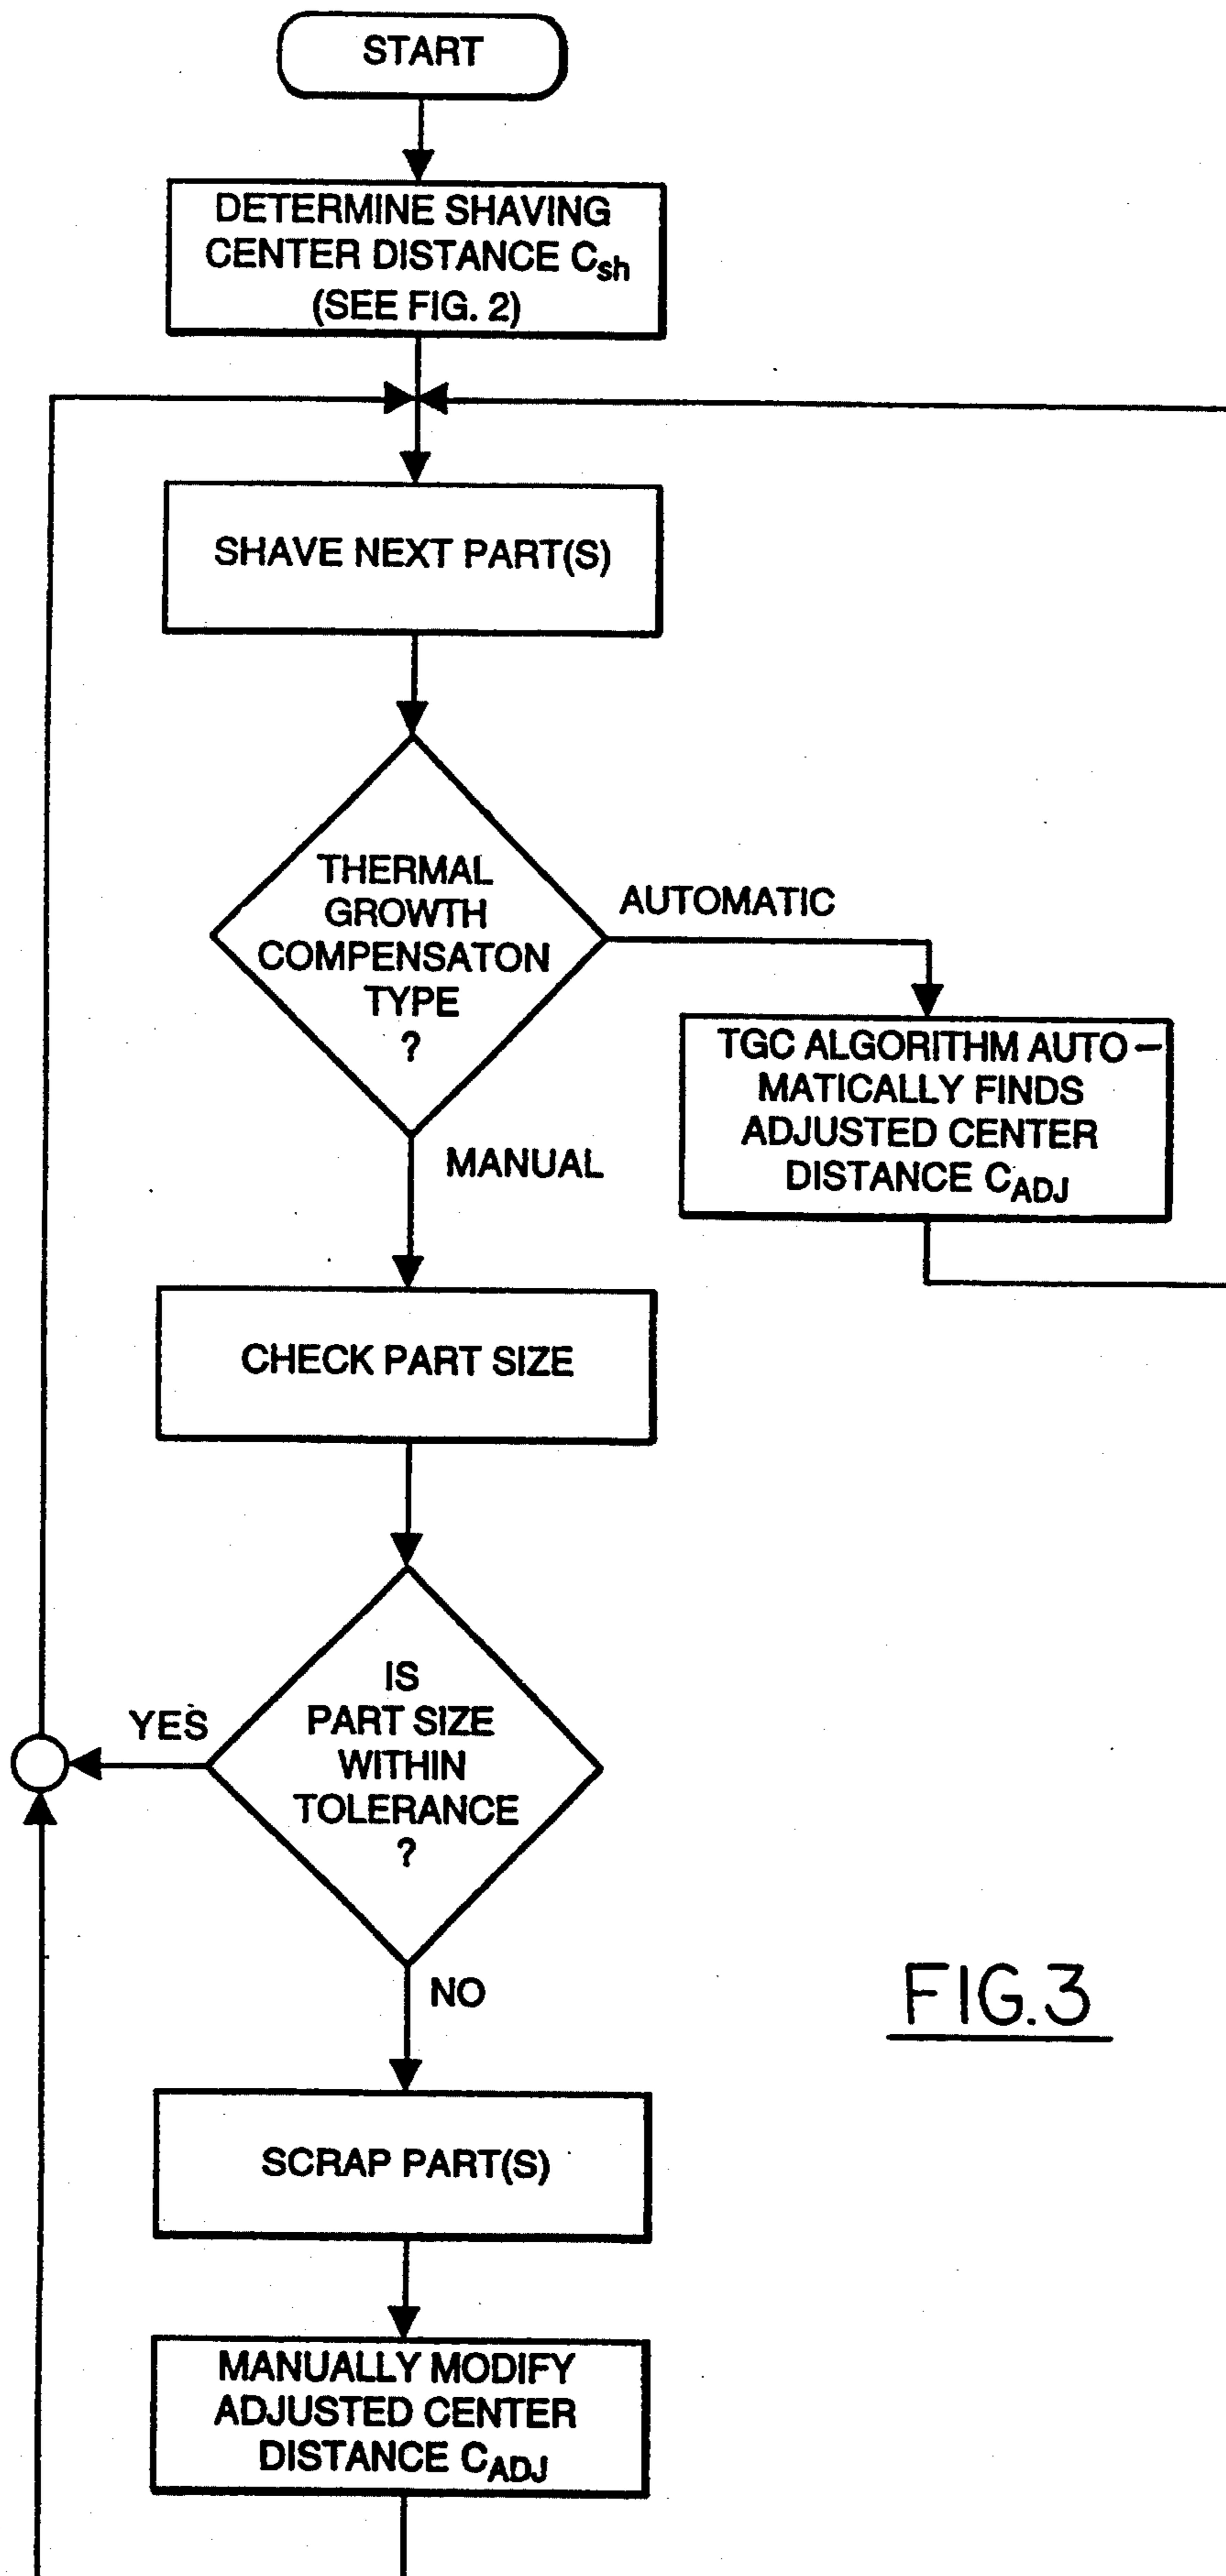 START
DETERMINE SHAVING
CENTER DISTANCE Csh
(SEE FIG. 2)
SHAVE NEXT PART(S)
THERMAL
GROWTH
COMPENSATON
TYPE
?
AUTOMATIC
TGC ALGORITHM AUTO-
MATICALLY FINDS
ADJUSTED CENTER
DISTANCE CADJ
MANUAL
CHECK PART SIZE
IS
PART SIZE
WITHIN
TOLERANCE
?
YES
NO
FIG.3
SCRAP PART(S)
MANUALLY MODIFY
ADJUSTED CENTER
DISTANCE CADJ